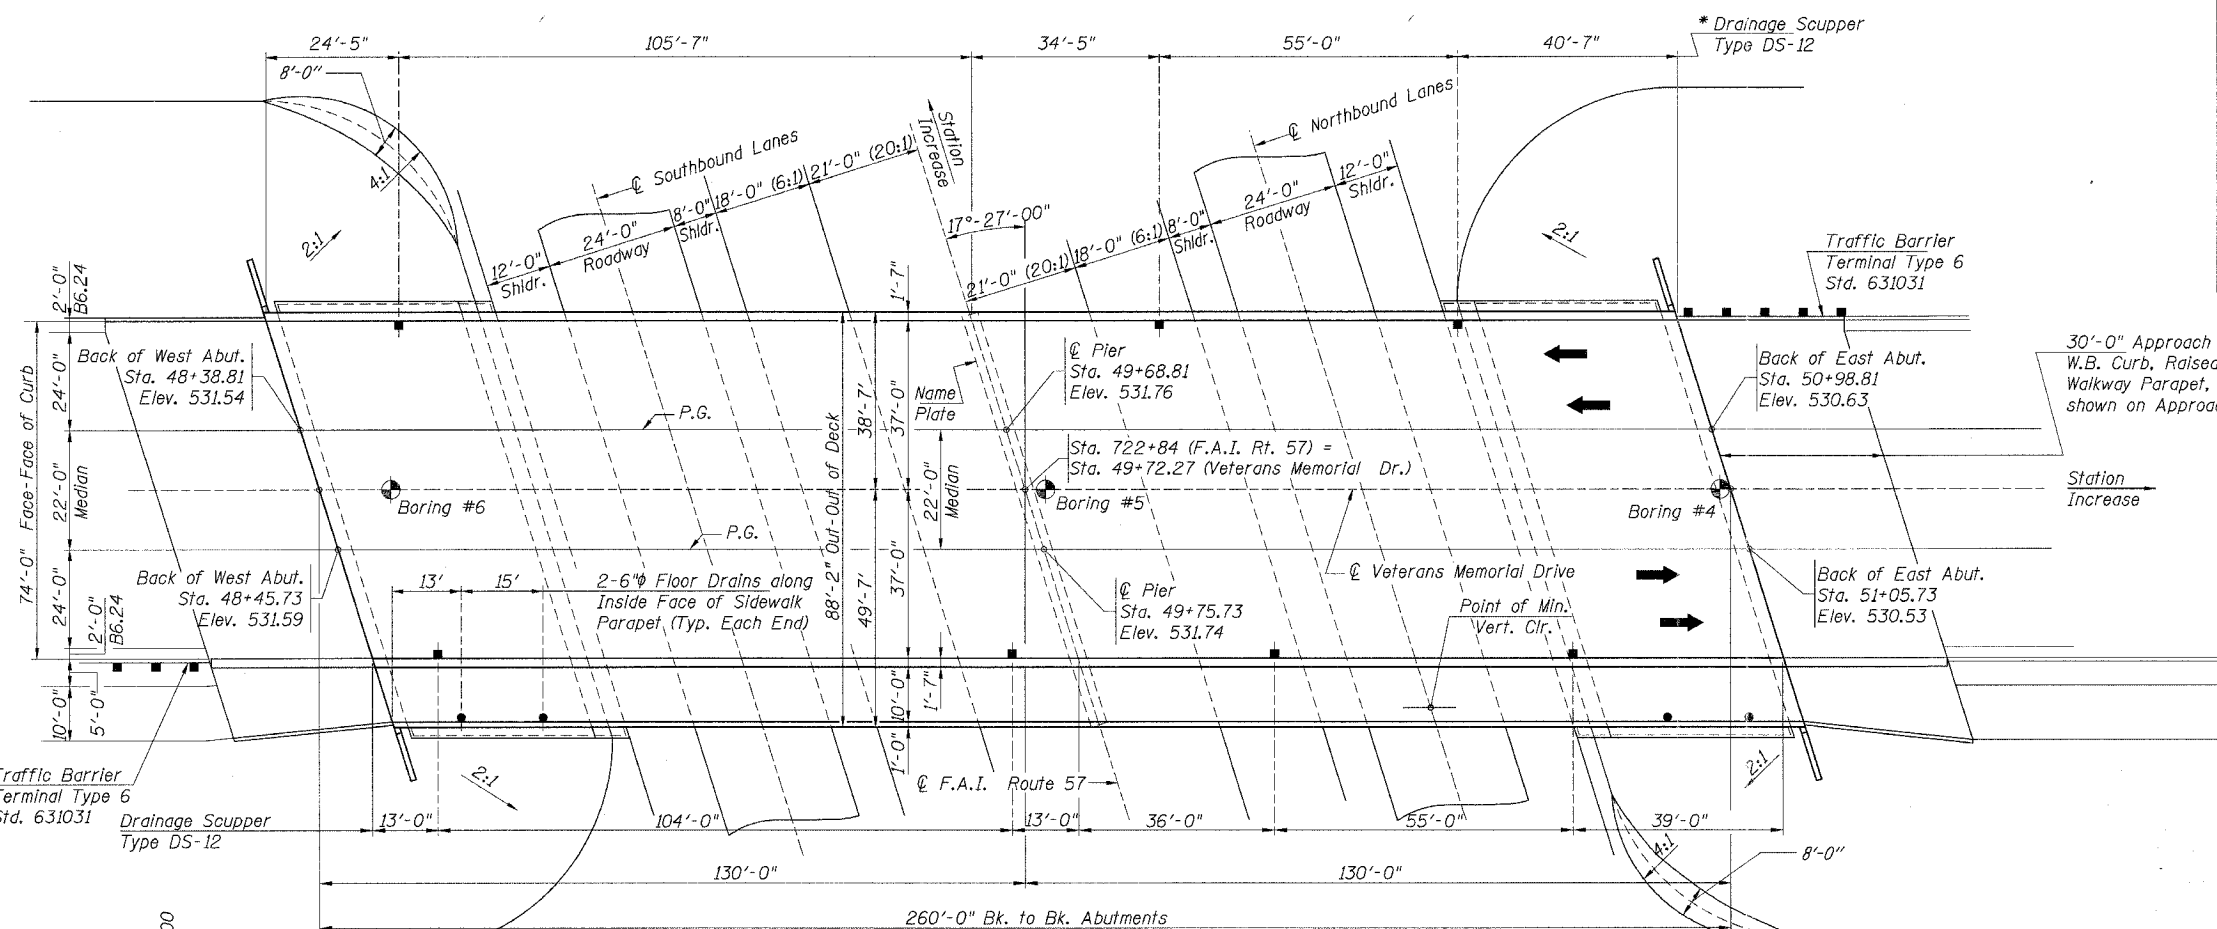 * Drainage Scupper
Type DS-12
24'-5"
105'-7"
34'-5"
55'-0"
40'-7"
8'-0"
4:1
2:1
℄ Southbound Lanes
Station
Increase
℄ Northbound Lanes
12'-0"
Shldr.
24'-0"
Roadway
8'-0"
Shldr.
18'-0" (6:1)
21'-0" (20:1)
17°-27'-00"
21'-0" (20:1)
18'-0" (6:1)
8'-0"
Shldr.
24'-0"
Roadway
12'-0"
Shldr.
2:1
Traffic Barrier
Terminal Type 6
Std. 631031
2'-0"
B6.24
1'-7"
Back of West Abut.
Sta. 48+38.81
Elev. 531.54
Name
Plate
℄ Pier
Sta. 49+68.81
Elev. 531.76
Back of East Abut.
Sta. 50+98.81
Elev. 530.63
30'-0" Approach
W.B. Curb, Raised
Walkway Parapet,
shown on Approac
P.G.
74'-0" Face-Face of Curb
24'-0"
22'-0"
Median
24'-0"
2'-0"
B6.24
10'-0"
5'-0"
88'-2" Out-Out of Deck
38'-7'
49'-7'
37'-0"
37'-0"
22'-0"
Median
Sta. 722+84 (F.A.I. Rt. 57) =
Sta. 49+72.27 (Veterans Memorial Dr.)
Boring #6
Boring #5
Boring #4
Station
Increase
P.G.
℄ Veterans Memorial Drive
Back of West Abut.
Sta. 48+45.73
Elev. 531.59
13'
15'
2-6"ϕ Floor Drains along
Inside Face of Sidewalk
Parapet (Typ. Each End)
℄ Pier
Sta. 49+75.73
Elev. 531.74
Point of Min.
Vert. Clr.
Back of East Abut.
Sta. 51+05.73
Elev. 530.53
10'-0"
1'-7"
1'-0"
Traffic Barrier
Terminal Type 6
Std. 631031
2:1
℄ F.A.I. Route 57
2:1
Drainage Scupper
Type DS-12
13'-0"
104'-0"
13'-0"
36'-0"
55'-0"
39'-0"
4:1
8'-0"
130'-0"
130'-0"
260'-0" Bk. to Bk. Abutments
00